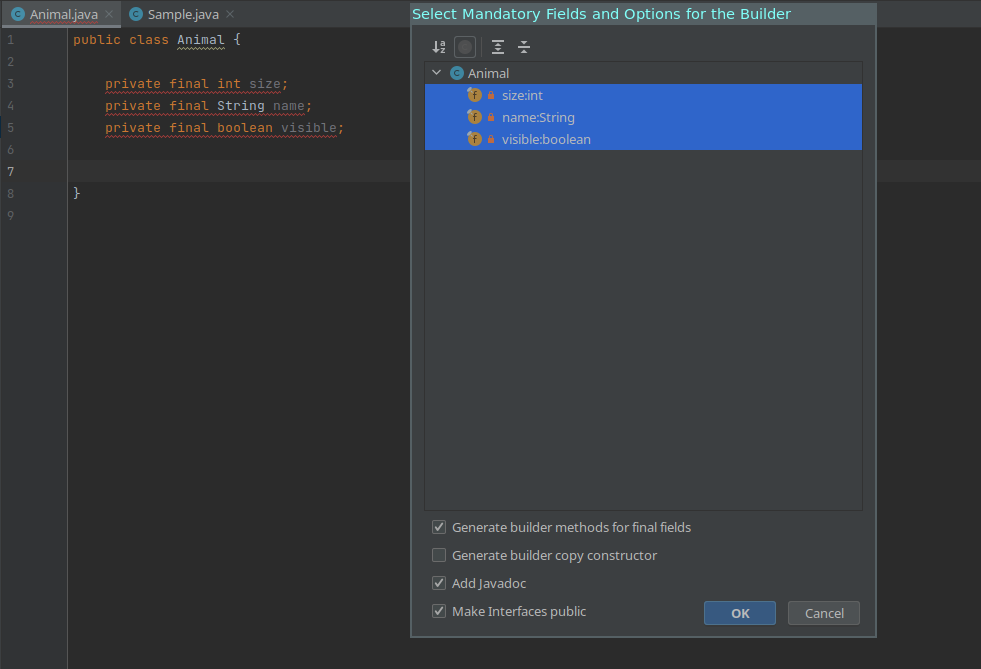 Animal.java
Sample.java
1 public class Animal {
2
3 private final int size;
4 private final String name;
5 private final boolean visible;
6
7
8 }
9
Select Mandatory Fields and Options for the Builder
Animal
size:int
name:String
visible:boolean
Generate builder methods for final fields
Generate builder copy constructor
Add Javadoc
Make Interfaces public
OK
Cancel